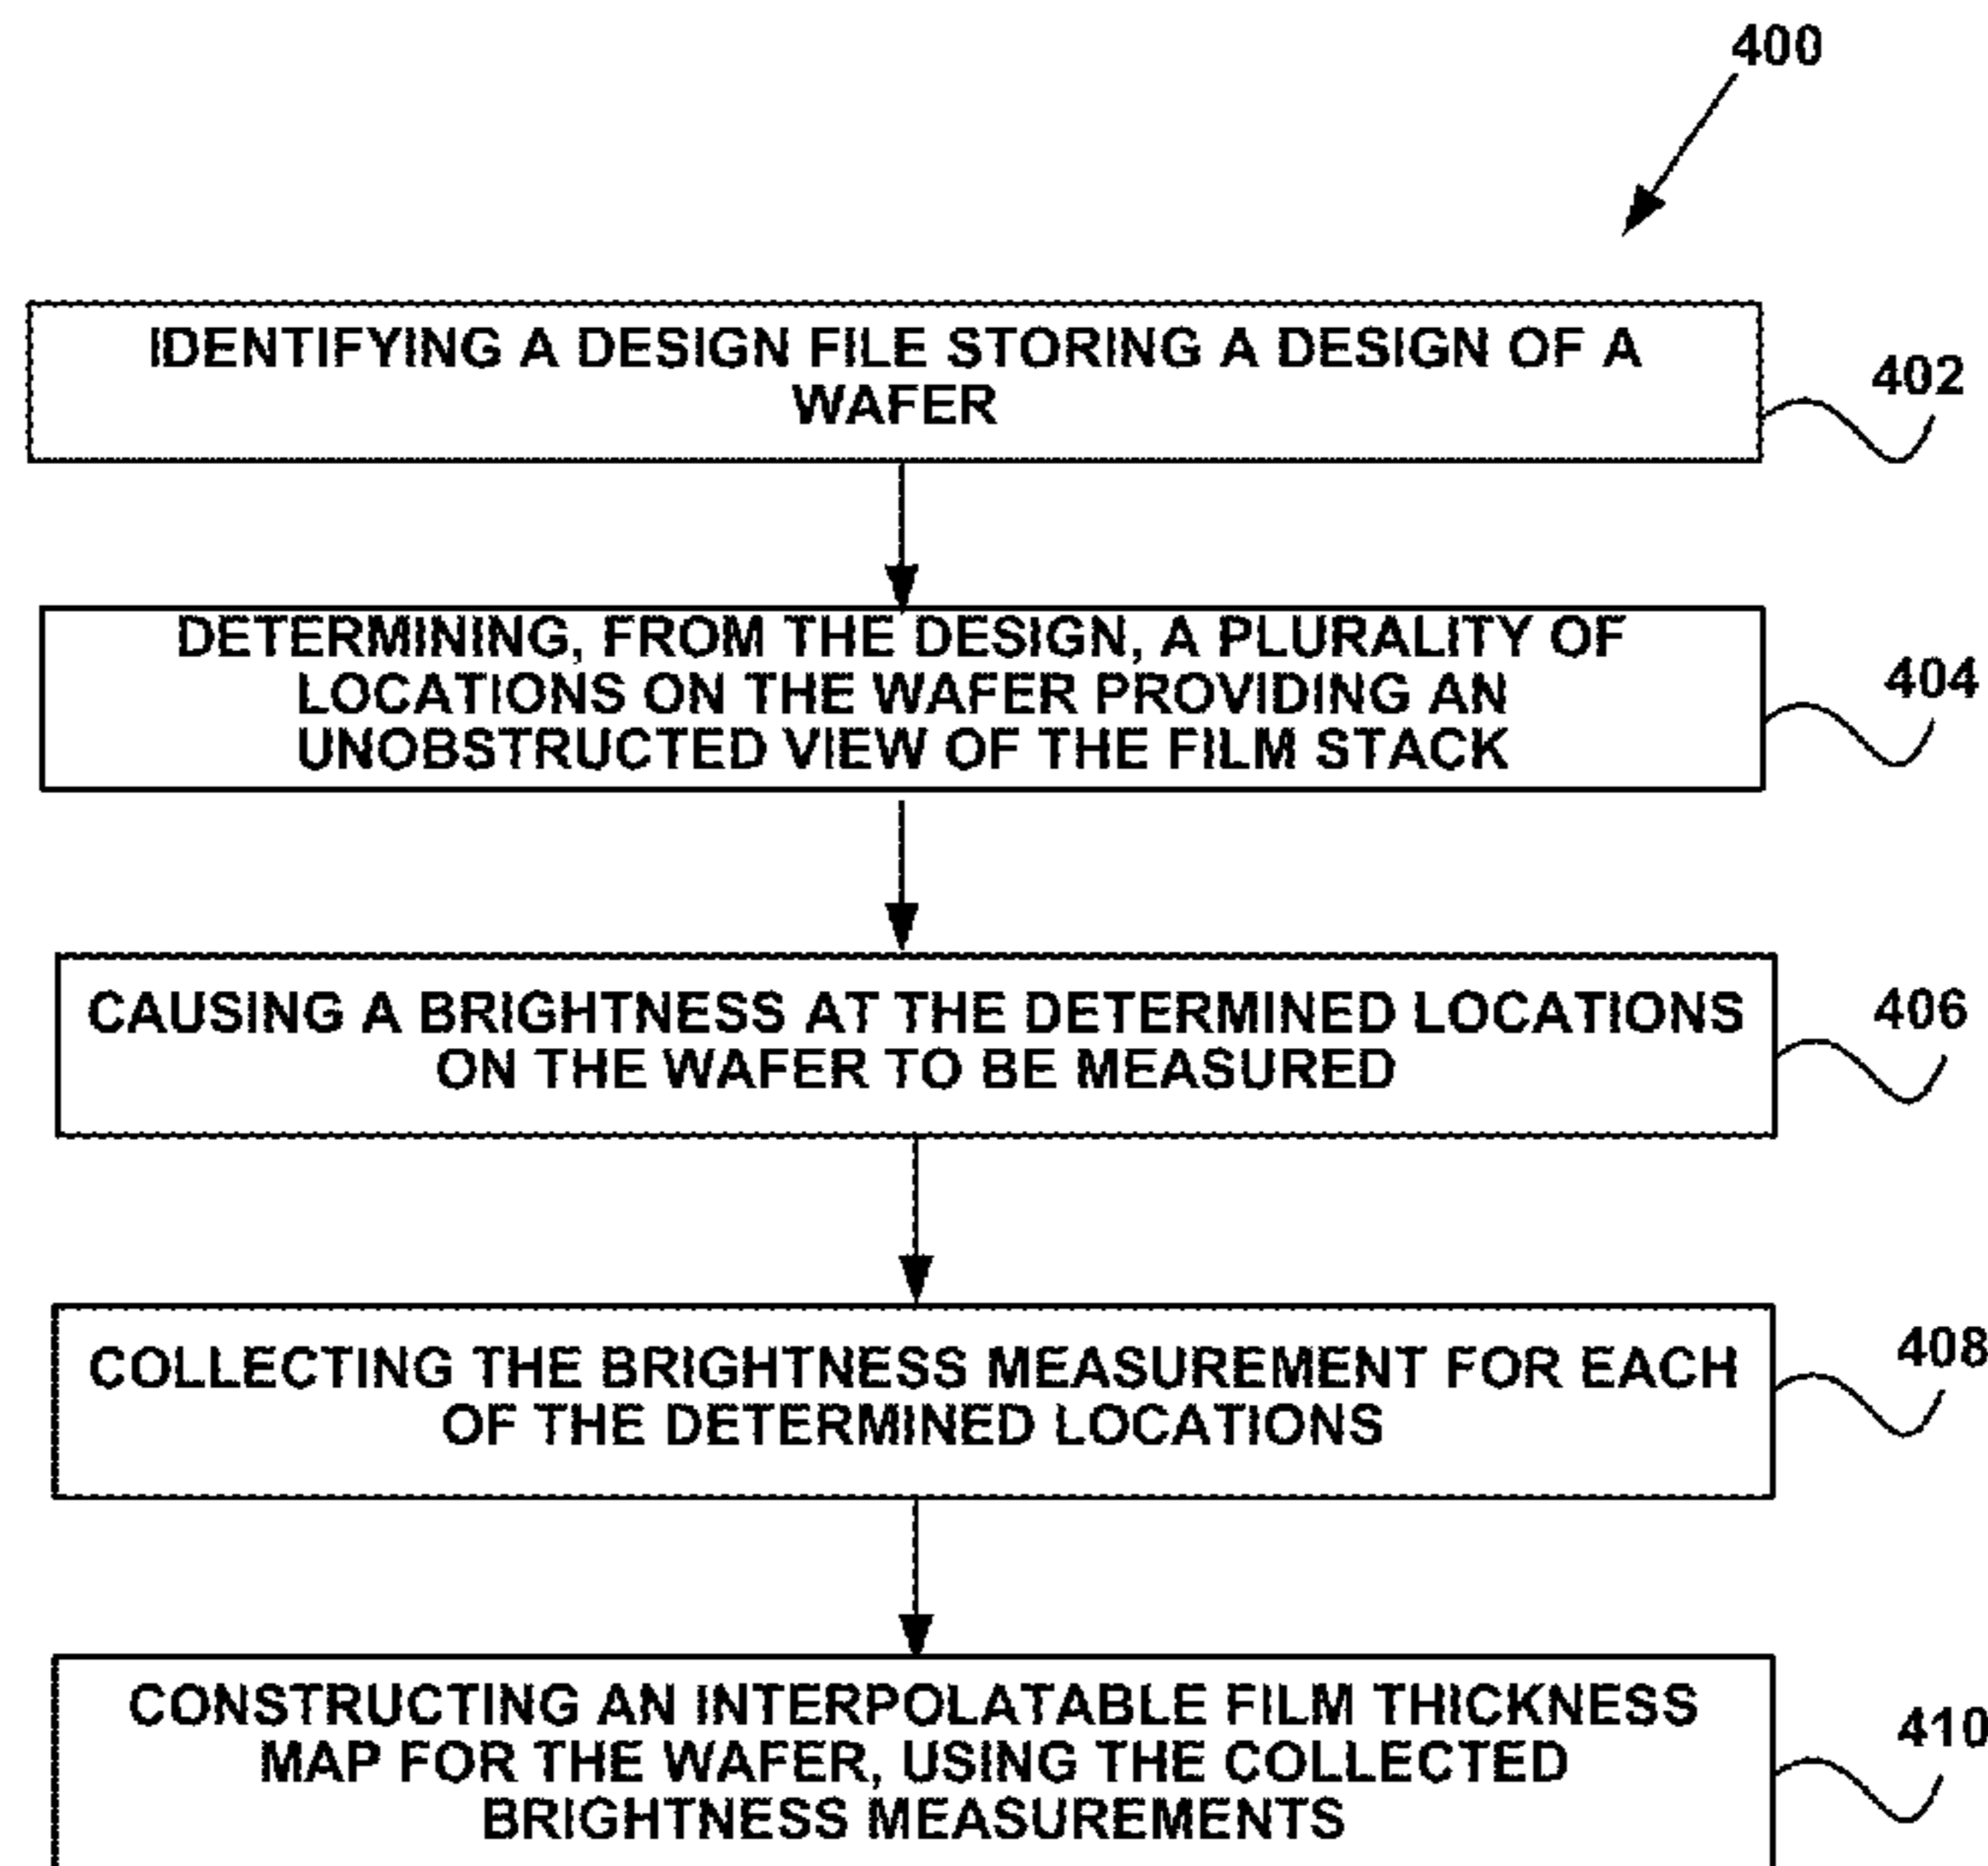 400
IDENTIFYING A DESIGN FILE STORING A DESIGN OF A
WAFER
402
DETERMINING, FROM THE DESIGN, A PLURALITY OF
LOCATIONS ON THE WAFER PROVIDING AN
UNOBSTRUCTED VIEW OF THE FILM STACK
404
CAUSING A BRIGHTNESS AT THE DETERMINED LOCATIONS
ON THE WAFER TO BE MEASURED
406
COLLECTING THE BRIGHTNESS MEASUREMENT FOR EACH
OF THE DETERMINED LOCATIONS
408
CONSTRUCTING AN INTERPOLATABLE FILM THICKNESS
MAP FOR THE WAFER, USING THE COLLECTED
BRIGHTNESS MEASUREMENTS
410